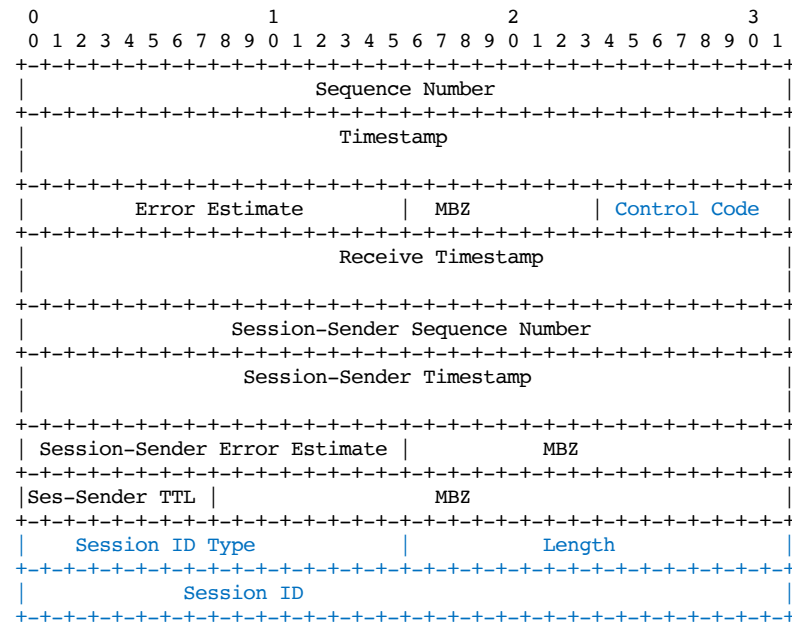 0                   1                   2                   3
 0 1 2 3 4 5 6 7 8 9 0 1 2 3 4 5 6 7 8 9 0 1 2 3 4 5 6 7 8 9 0 1
+-+-+-+-+-+-+-+-+-+-+-+-+-+-+-+-+-+-+-+-+-+-+-+-+-+-+-+-+-+-+-+-+
|                        Sequence Number                        |
+-+-+-+-+-+-+-+-+-+-+-+-+-+-+-+-+-+-+-+-+-+-+-+-+-+-+-+-+-+-+-+-+
|                          Timestamp                            |
|                                                               |
+-+-+-+-+-+-+-+-+-+-+-+-+-+-+-+-+-+-+-+-+-+-+-+-+-+-+-+-+-+-+-+-+
|         Error Estimate        |  MBZ          | Control Code  |
+-+-+-+-+-+-+-+-+-+-+-+-+-+-+-+-+-+-+-+-+-+-+-+-+-+-+-+-+-+-+-+-+
|                          Receive Timestamp                    |
|                                                               |
+-+-+-+-+-+-+-+-+-+-+-+-+-+-+-+-+-+-+-+-+-+-+-+-+-+-+-+-+-+-+-+-+
|                 Session-Sender Sequence Number                |
+-+-+-+-+-+-+-+-+-+-+-+-+-+-+-+-+-+-+-+-+-+-+-+-+-+-+-+-+-+-+-+-+
|                  Session-Sender Timestamp                     |
|                                                               |
+-+-+-+-+-+-+-+-+-+-+-+-+-+-+-+-+-+-+-+-+-+-+-+-+-+-+-+-+-+-+-+-+
| Session-Sender Error Estimate |           MBZ                 |
+-+-+-+-+-+-+-+-+-+-+-+-+-+-+-+-+-+-+-+-+-+-+-+-+-+-+-+-+-+-+-+-+
|Ses-Sender TTL |                  MBZ                          |
+-+-+-+-+-+-+-+-+-+-+-+-+-+-+-+-+-+-+-+-+-+-+-+-+-+-+-+-+-+-+-+-+
|    Session ID Type            |           Length              |
+-+-+-+-+-+-+-+-+-+-+-+-+-+-+-+-+-+-+-+-+-+-+-+-+-+-+-+-+-+-+-+-+
|             Session ID                                        |
+-+-+-+-+-+-+-+-+-+-+-+-+-+-+-+-+-+-+-+-+-+-+-+-+-+-+-+-+-+-+-+-+